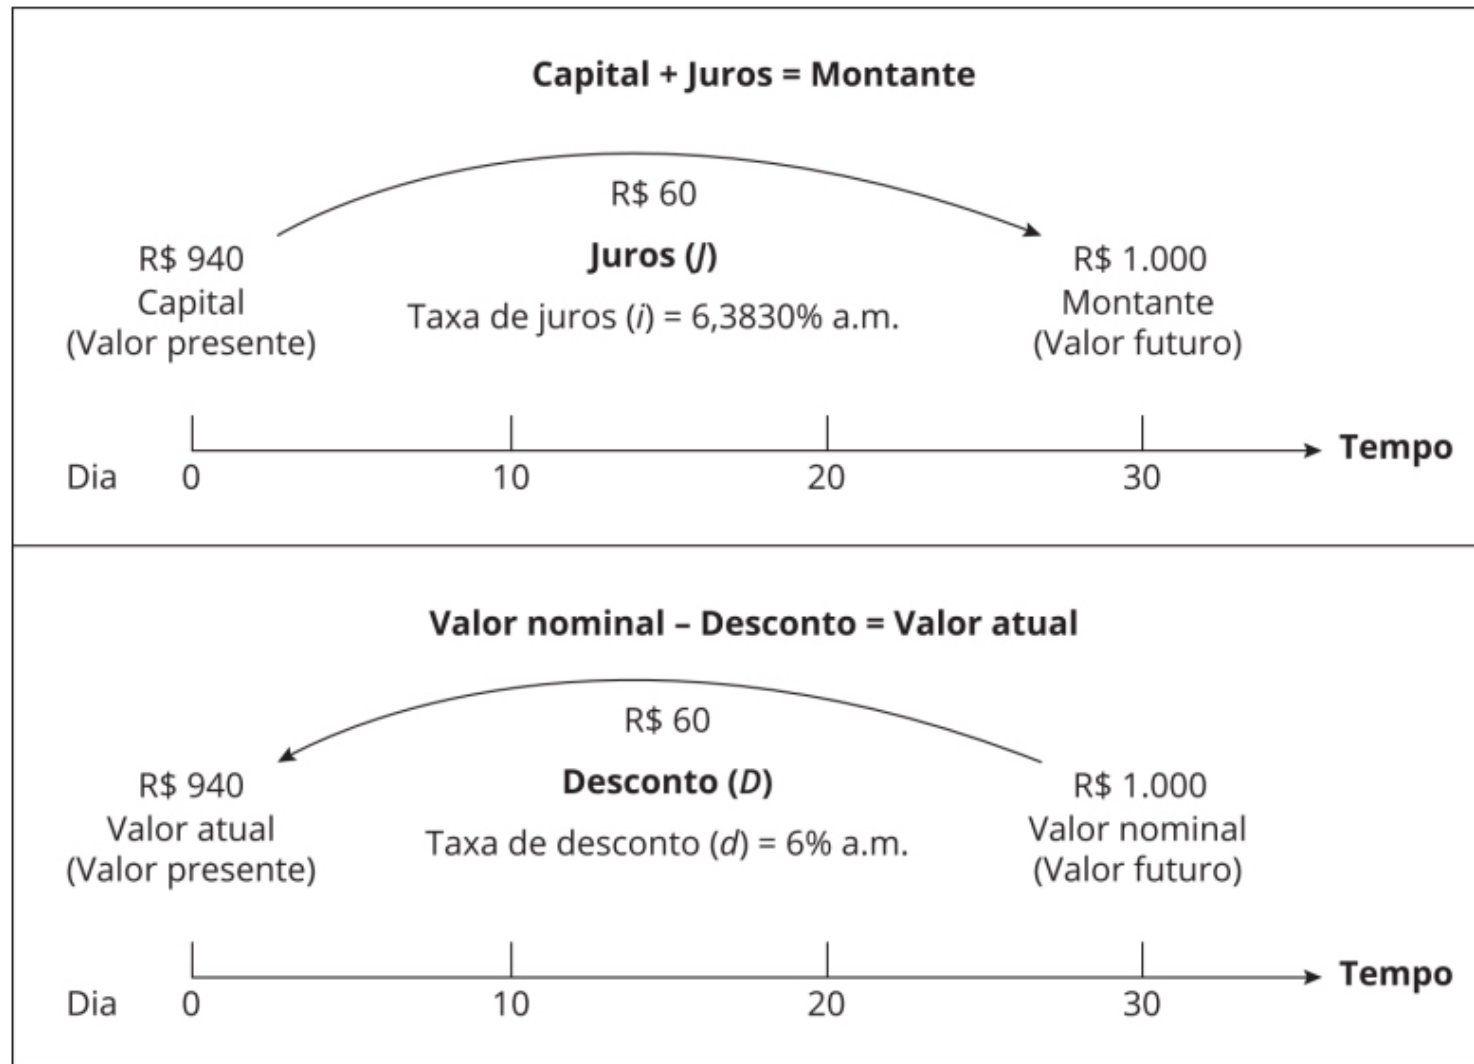 Capital + Juros = Montante
R$ 60
Juros (J)
Taxa de juros (i) = 6,3830% a.m.
R$ 940
Capital
(Valor presente)
R$ 1.000
Montante
(Valor futuro)
Tempo
Dia 0 10 20 30
Valor nominal – Desconto = Valor atual
R$ 60
Desconto (D)
Taxa de desconto (d) = 6% a.m.
R$ 940
Valor atual
(Valor presente)
R$ 1.000
Valor nominal
(Valor futuro)
Tempo
Dia 0 10 20 30